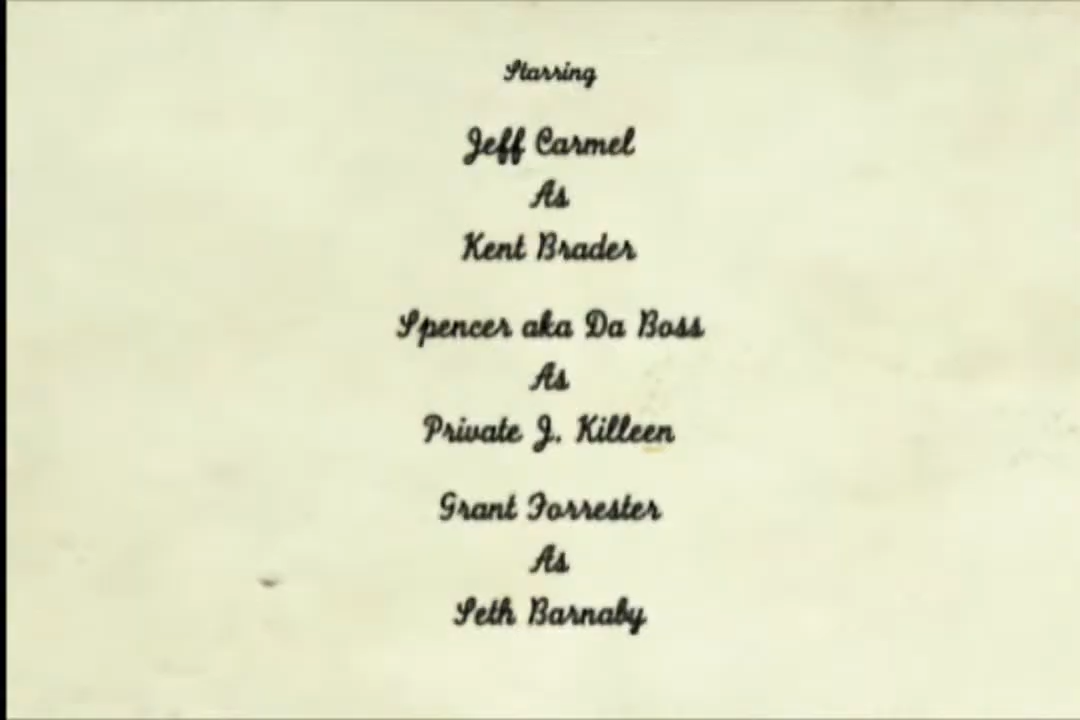 Starring
Jeff Carmel
As
Kent Brader
Spencer aka Da Boss
As
Private J. Killeen
Grant Forrester
As
Seth Barnaby